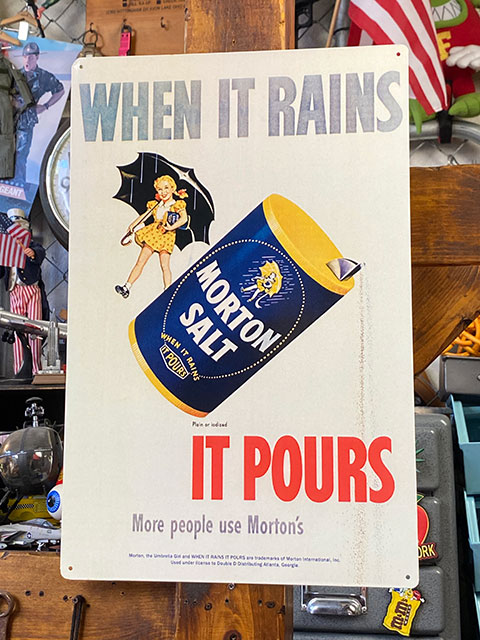 WHEN IT RAINS
MORTON
SALT
WHEN IT RAINS
IT POURS
Plain or iodized
IT POURS
More people use Morton's
Morton, the Umbrella Girl and WHEN IT RAINS IT POURS are trademarks of Morton International, Inc.
Used under license to Double D Distributing Atlanta, Georgia
GEANT
ORK
m&m's